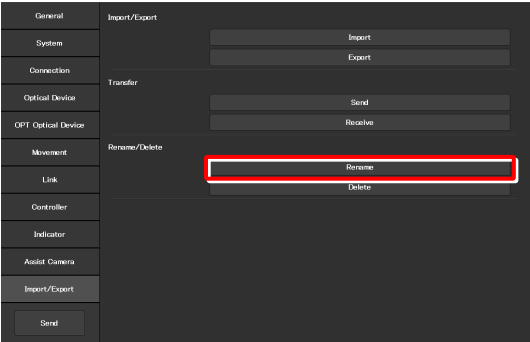 General
System
Connection
Optical Device
OPT Optical Device
Movement
Link
Controller
Indicator
Assist Camera
Import/Export
Send
Import/Export
Import
Export
Transfer
Send
Receive
Rename/Delete
Rename
Delete